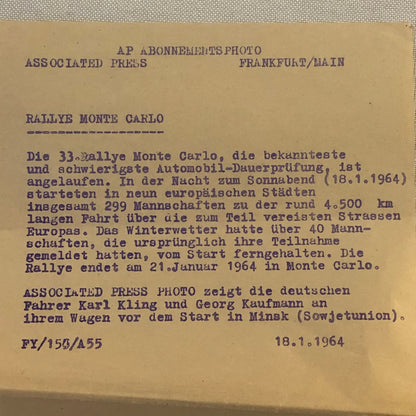 AP ABONNEMENTSPHOTO
ASSOCIATED PRESS FRANKFURT/MAIN
RALLYE MONTE CARLO
Die 33.Rallye Monte Carlo, die bekannteste
und schwierigste Automobil-Dauerprüfung, ist
angelaufen. In der Nacht zum Sonnabend (18.1.1964)
starteten in neun europäischen Städten
insgesamt 299 Mannschaften zu der rund 4.500 km
langen Fahrt über die zum Teil vereisten Strassen
Europas. Das Winterwetter hatte über 40 Mann-
schaften, die ursprünglich ihre Teilnahme
gemeldet hatten, vom Start ferngehalten. Die
Rallye endet am 21.Januar 1964 in Monte Carlo.
ASSOCIATED PRESS PHOTO zeigt die deutschen
Fahrer Karl Kling und Georg Kaufmann an
ihrem Wagen vor dem Start in Minsk (Sowjetunion).
FY/150/A55 18.1.1964